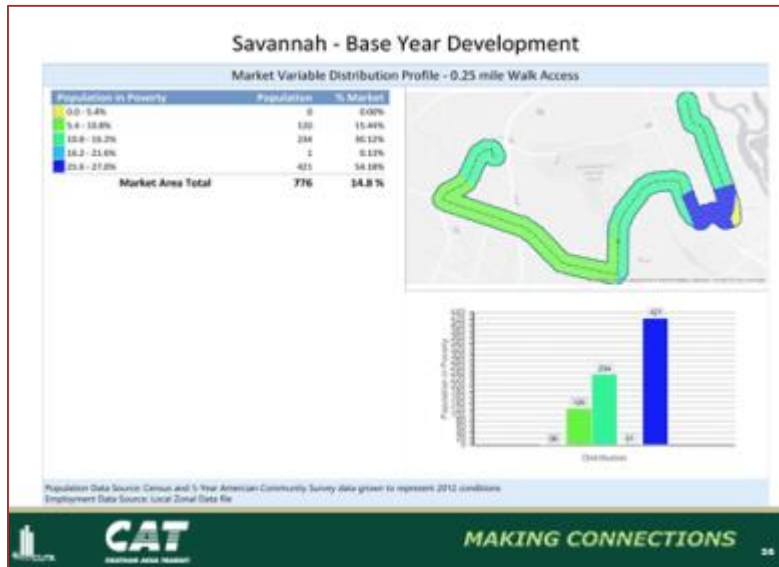 Savannah - Base Year Development
Market Variable Distribution Profile - 0.25 mile Walk Access
Population in Poverty Population % Market
0.0 - 5.4% 0 0.00%
5.4 - 10.8% 120 15.44%
10.8 - 16.2% 234 30.12%
16.2 - 21.6% 1 0.13%
21.6 - 27.0% 421 54.18%
Market Area Total 776 14.8 %
Population in Poverty
234
421
Distribution
Population Data Source: Census and 5-Year American Community Survey data grown to represent 2012 conditions
Employment Data Source: Local Zonal Data file
CAT
CHATHAM AREA TRANSIT
MAKING CONNECTIONS